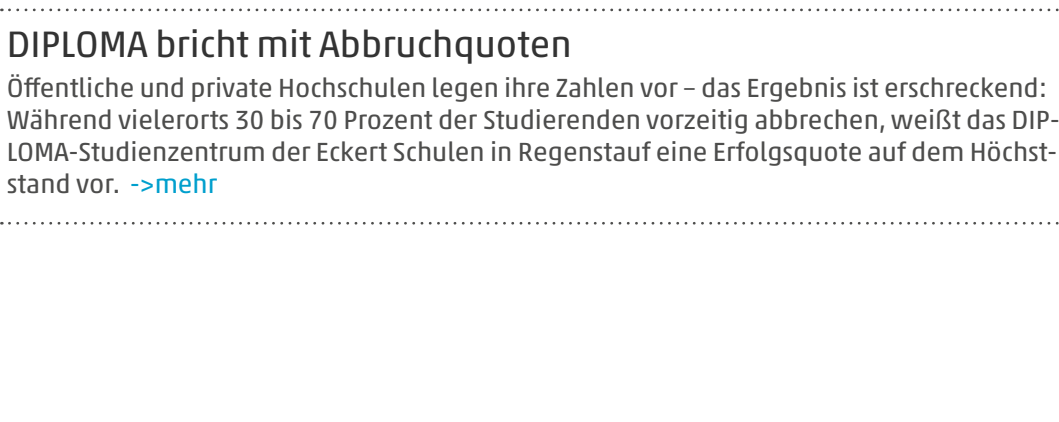 DIPLOMA bricht mit Abbruchquoten
Öffentliche und private Hochschulen legen ihre Zahlen vor – das Ergebnis ist erschreckend:
Während vielerorts 30 bis 70 Prozent der Studierenden vorzeitig abbrechen, weißt das DIP-
LOMA-Studienzentrum der Eckert Schulen in Regenstauf eine Erfolgsquote auf dem Höchst-
stand vor. ->mehr